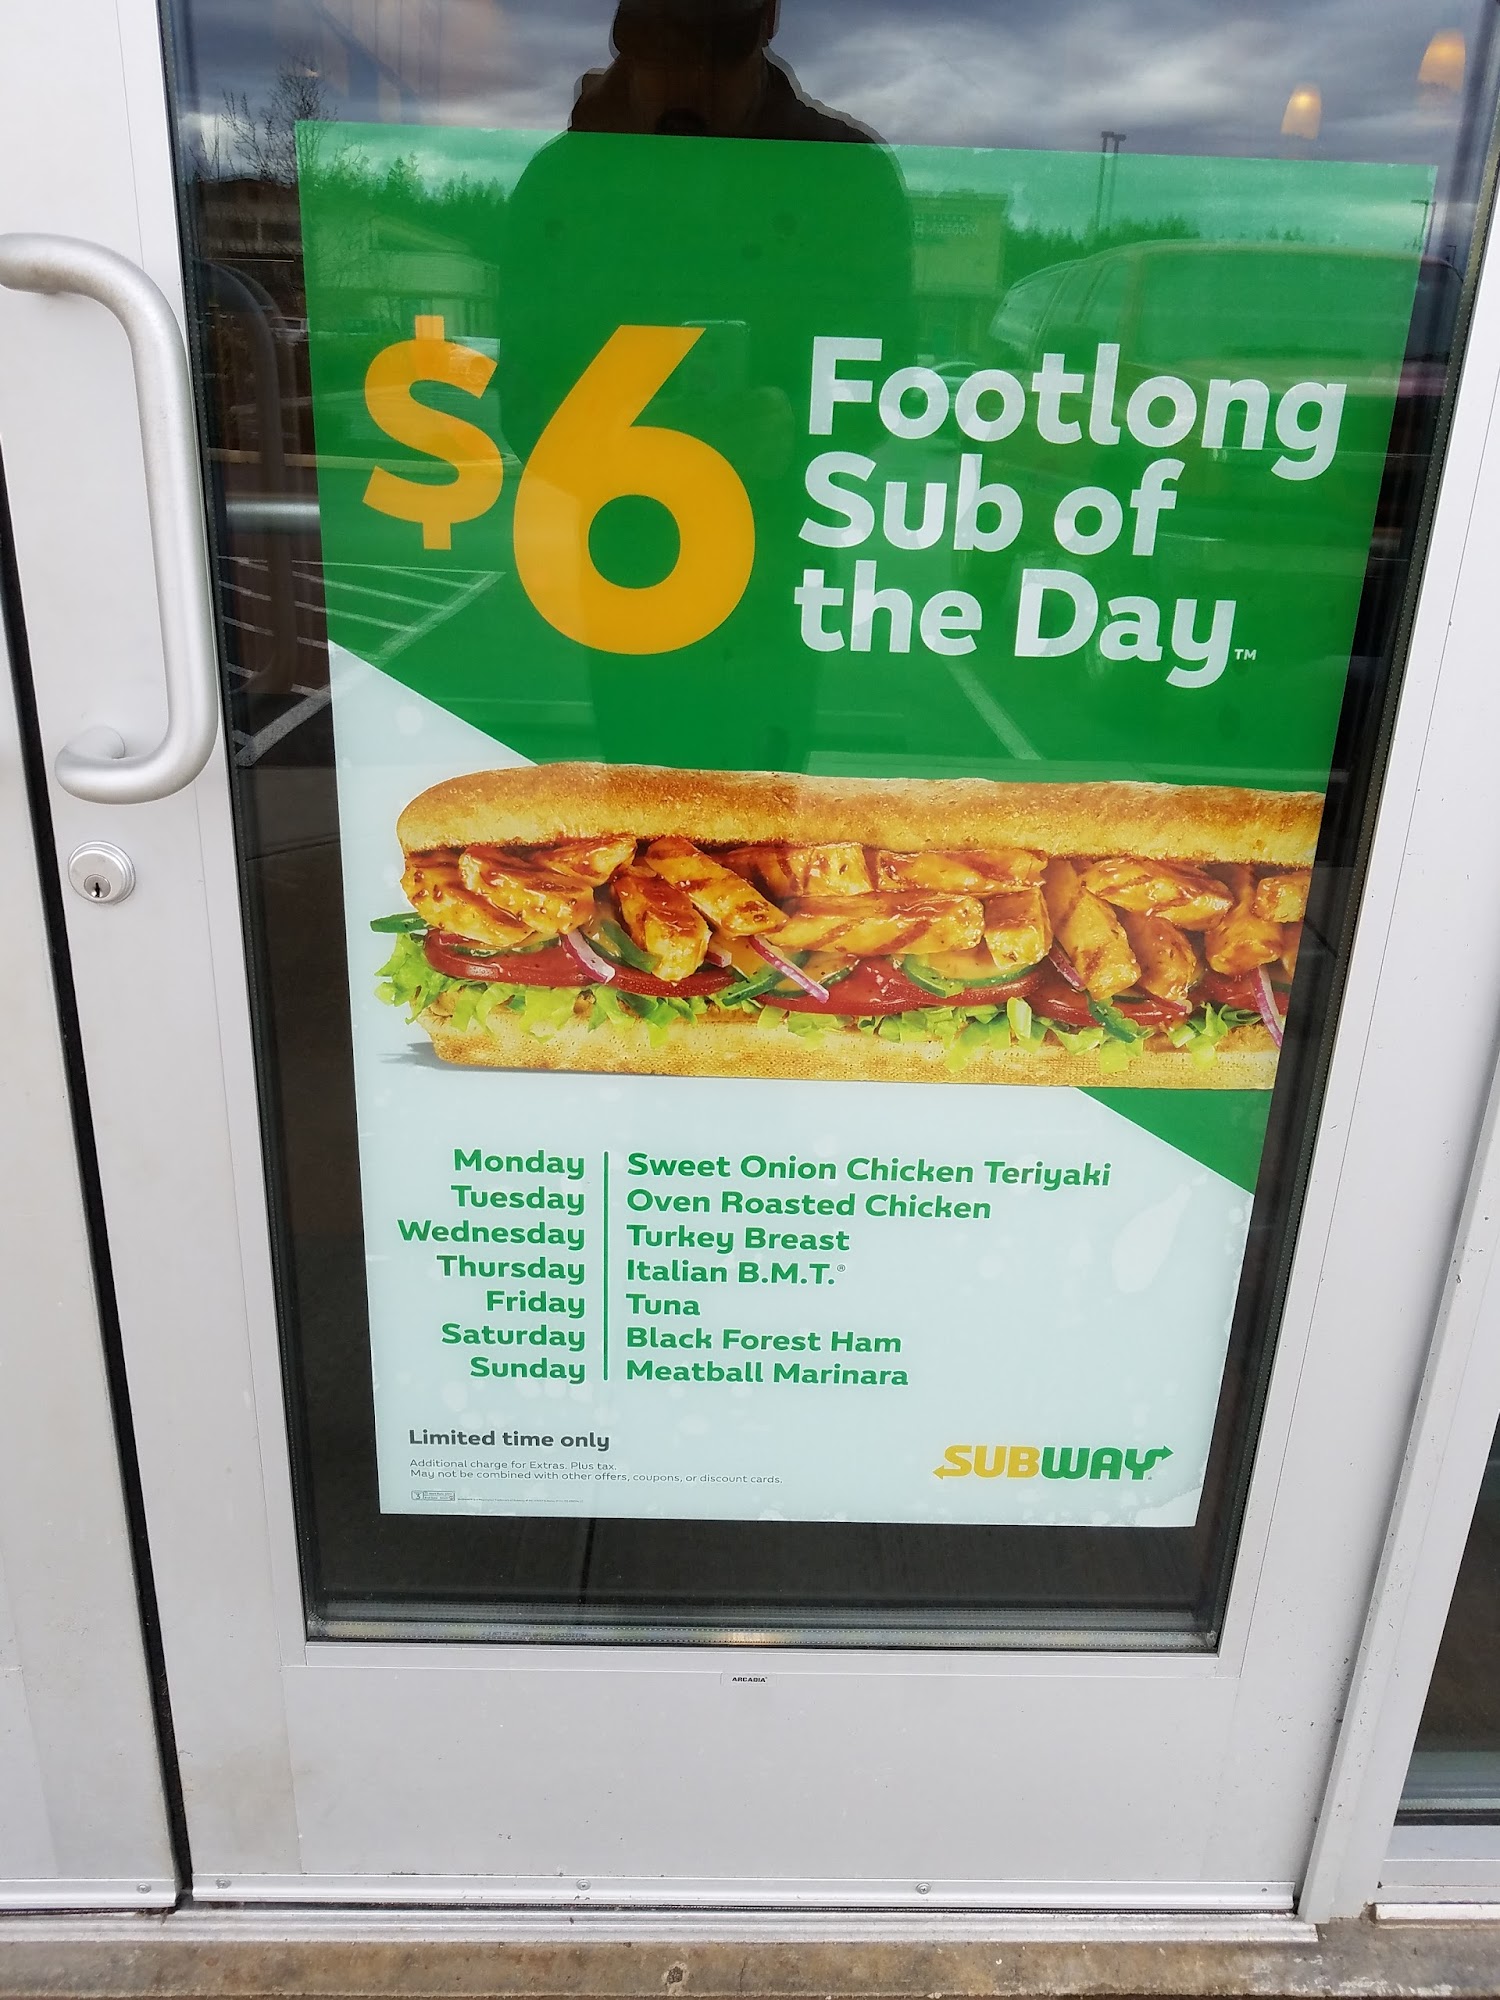 $6
Footlong
Sub of
the Day™
Monday | Sweet Onion Chicken Teriyaki
Tuesday | Oven Roasted Chicken
Wednesday | Turkey Breast
Thursday | Italian B.M.T.®
Friday | Tuna
Saturday | Black Forest Ham
Sunday | Meatball Marinara
Limited time only
Additional charge for Extras. Plus tax.
May not be combined with other offers, coupons, or discount cards.
SUBWAY®
3
ARCADIA